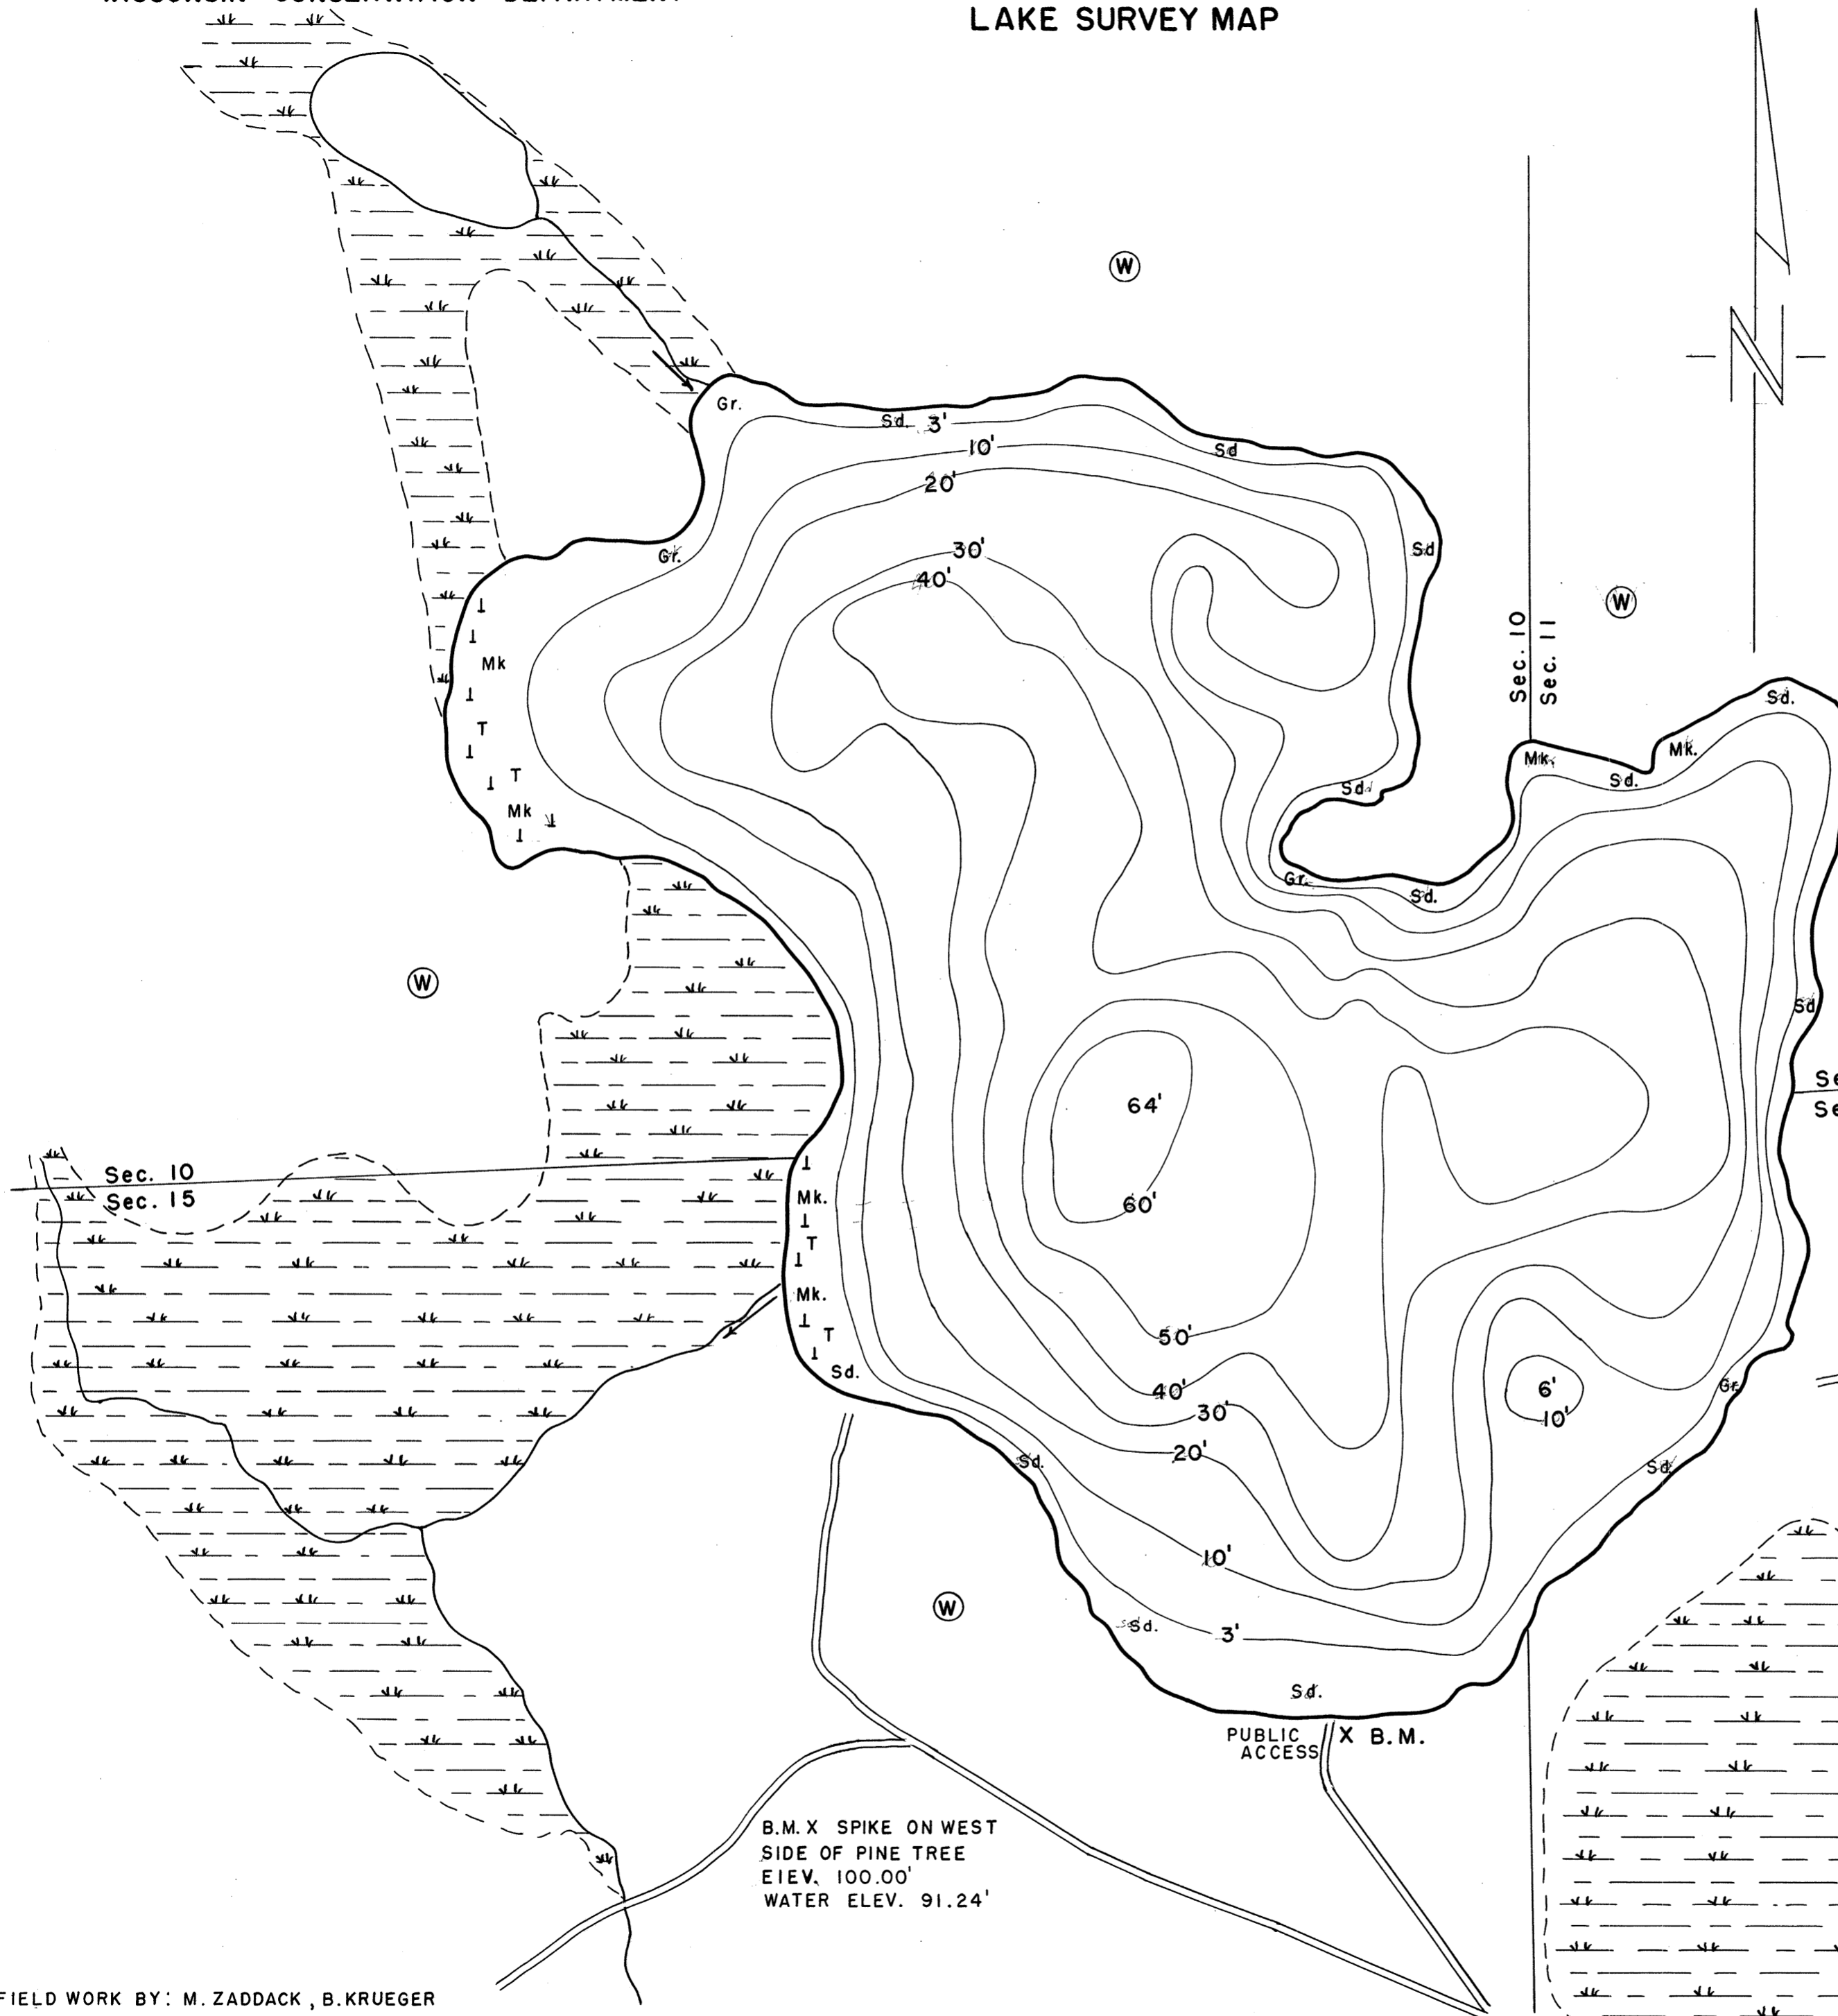 WISCONSIN CONSERVATION DEPARTMENT
LAKE SURVEY MAP
W
N
Gr.
Sd. 3'
10'
Sd
20'
Sd
30'
Gr.
40'
W
Sec. 10
Sec. 11
Mk
T
T
Mk
Sd.
Mk.
Mk.
Sd.
Sd
Gr.
Sd.
W
Sd
64'
60'
Sec. 10
Sec. 15
Mk.
T
Mk.
T
Sd.
50'
40'
30'
20'
6'
10'
Gr.
Sd.
Sd.
10'
W
Sd.
3'
Sd.
PUBLIC
ACCESS
X B.M.
B.M. X SPIKE ON WEST
SIDE OF PINE TREE
ElEV. 100.00'
WATER ELEV. 91.24'
FIELD WORK BY: M. ZADDACK, B. KRUEGER